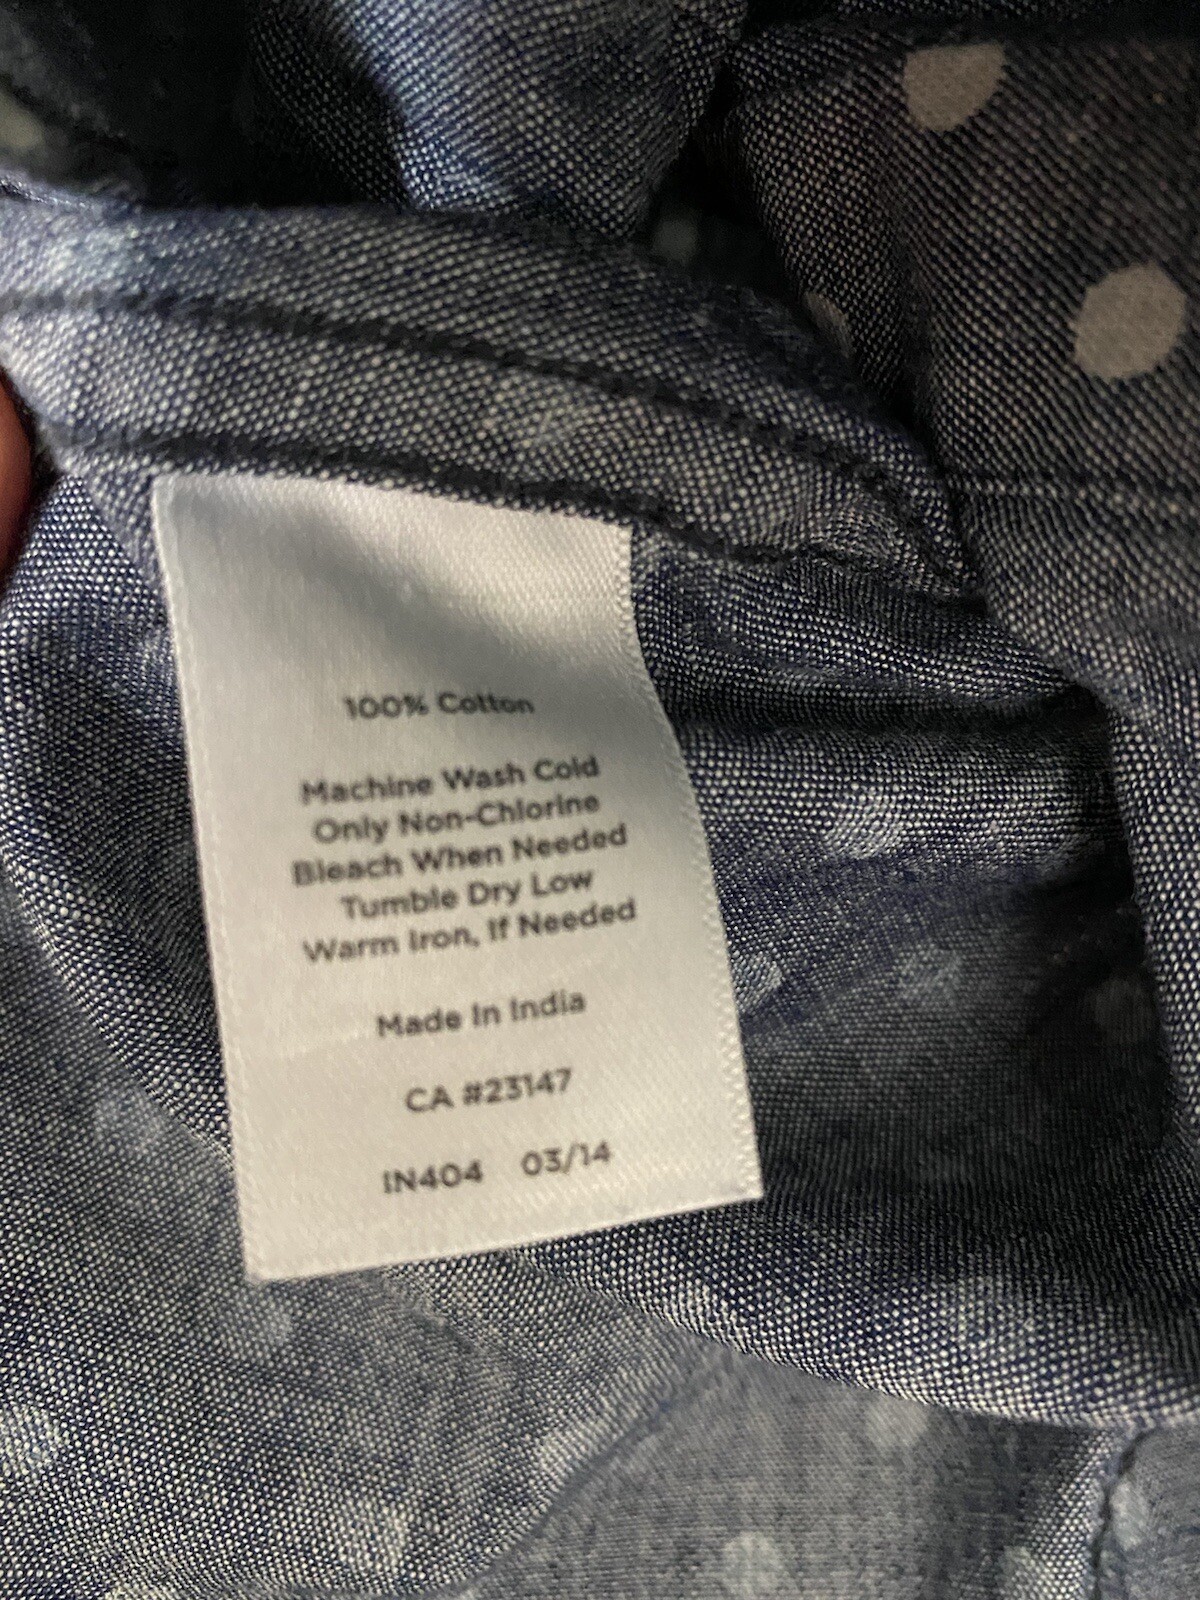 100% Cotton
Machine Wash Cold
Only Non-Chlorine
Bleach When Needed
Tumble Dry Low
Warm Iron, If Needed
Made In India
CA #23147
IN404 03/14